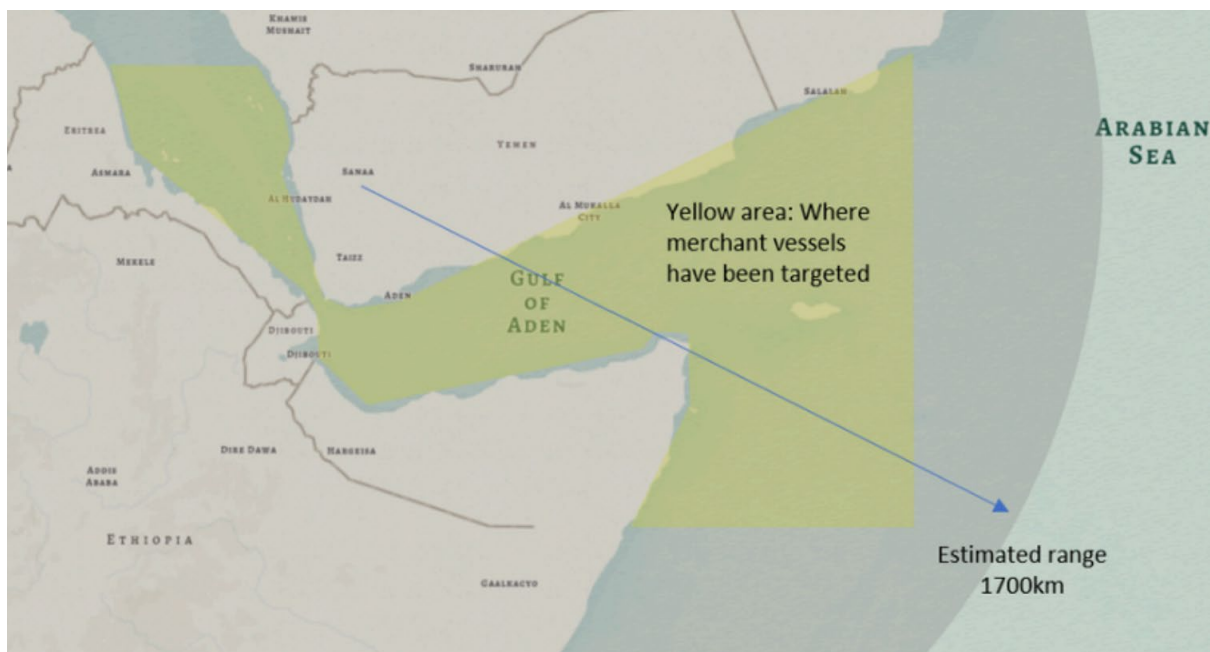 KHAMIS
MUSHAIT
SHARURAH
SALALAH
ARABIAN
SEA
ERITREA
YEMEN
ASMARA
SANAA
AL HUDAYDAH
AL MUKALLA
CITY
Yellow area: Where
merchant vessels
have been targeted
MEKELE
TAIZZ
GULF
OF
ADEN
ADEN
DJIBOUTI
DJIBOUTI
DIRE DAWA
HARGEISA
ADDIS
ABABA
ETHIOPIA
Estimated range
1700km
GAALKACYO